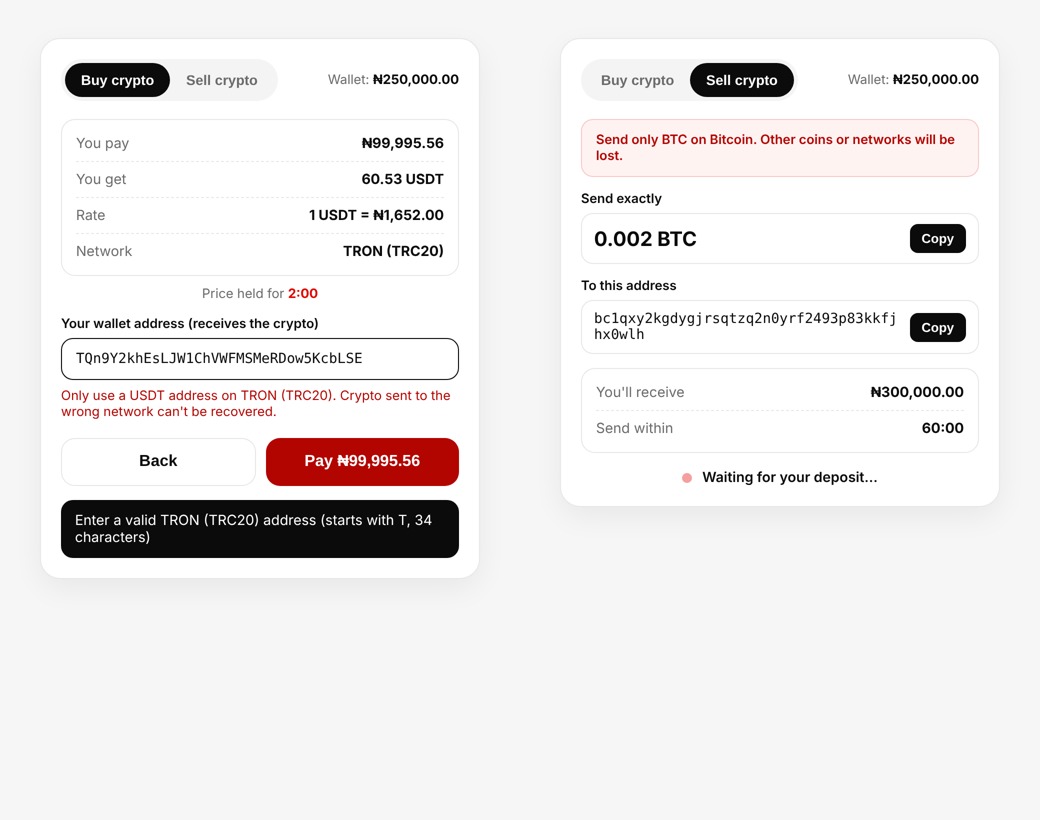 Buy crypto
Sell crypto
Wallet: ₦250,000.00
You pay
₦99,995.56
You get
60.53 USDT
Rate
1 USDT = ₦1,652.00
Network
TRON (TRC20)
Price held for 2:00
Your wallet address (receives the crypto)
TQn9Y2khEsLJW1ChVWFMSMeRDow5KcbLSE
Only use a USDT address on TRON (TRC20). Crypto sent to the
wrong network can't be recovered.
Back
Pay ₦99,995.56
Enter a valid TRON (TRC20) address (starts with T, 34
characters)
Buy crypto
Sell crypto
Wallet: ₦250,000.00
Send only BTC on Bitcoin. Other coins or networks will be
lost.
Send exactly
0.002 BTC
Copy
To this address
bc1qxy2kgdygjrsqtzq2n0yrf2493p83kkfj
hx0wlh
Copy
You'll receive
₦300,000.00
Send within
60:00
Waiting for your deposit...